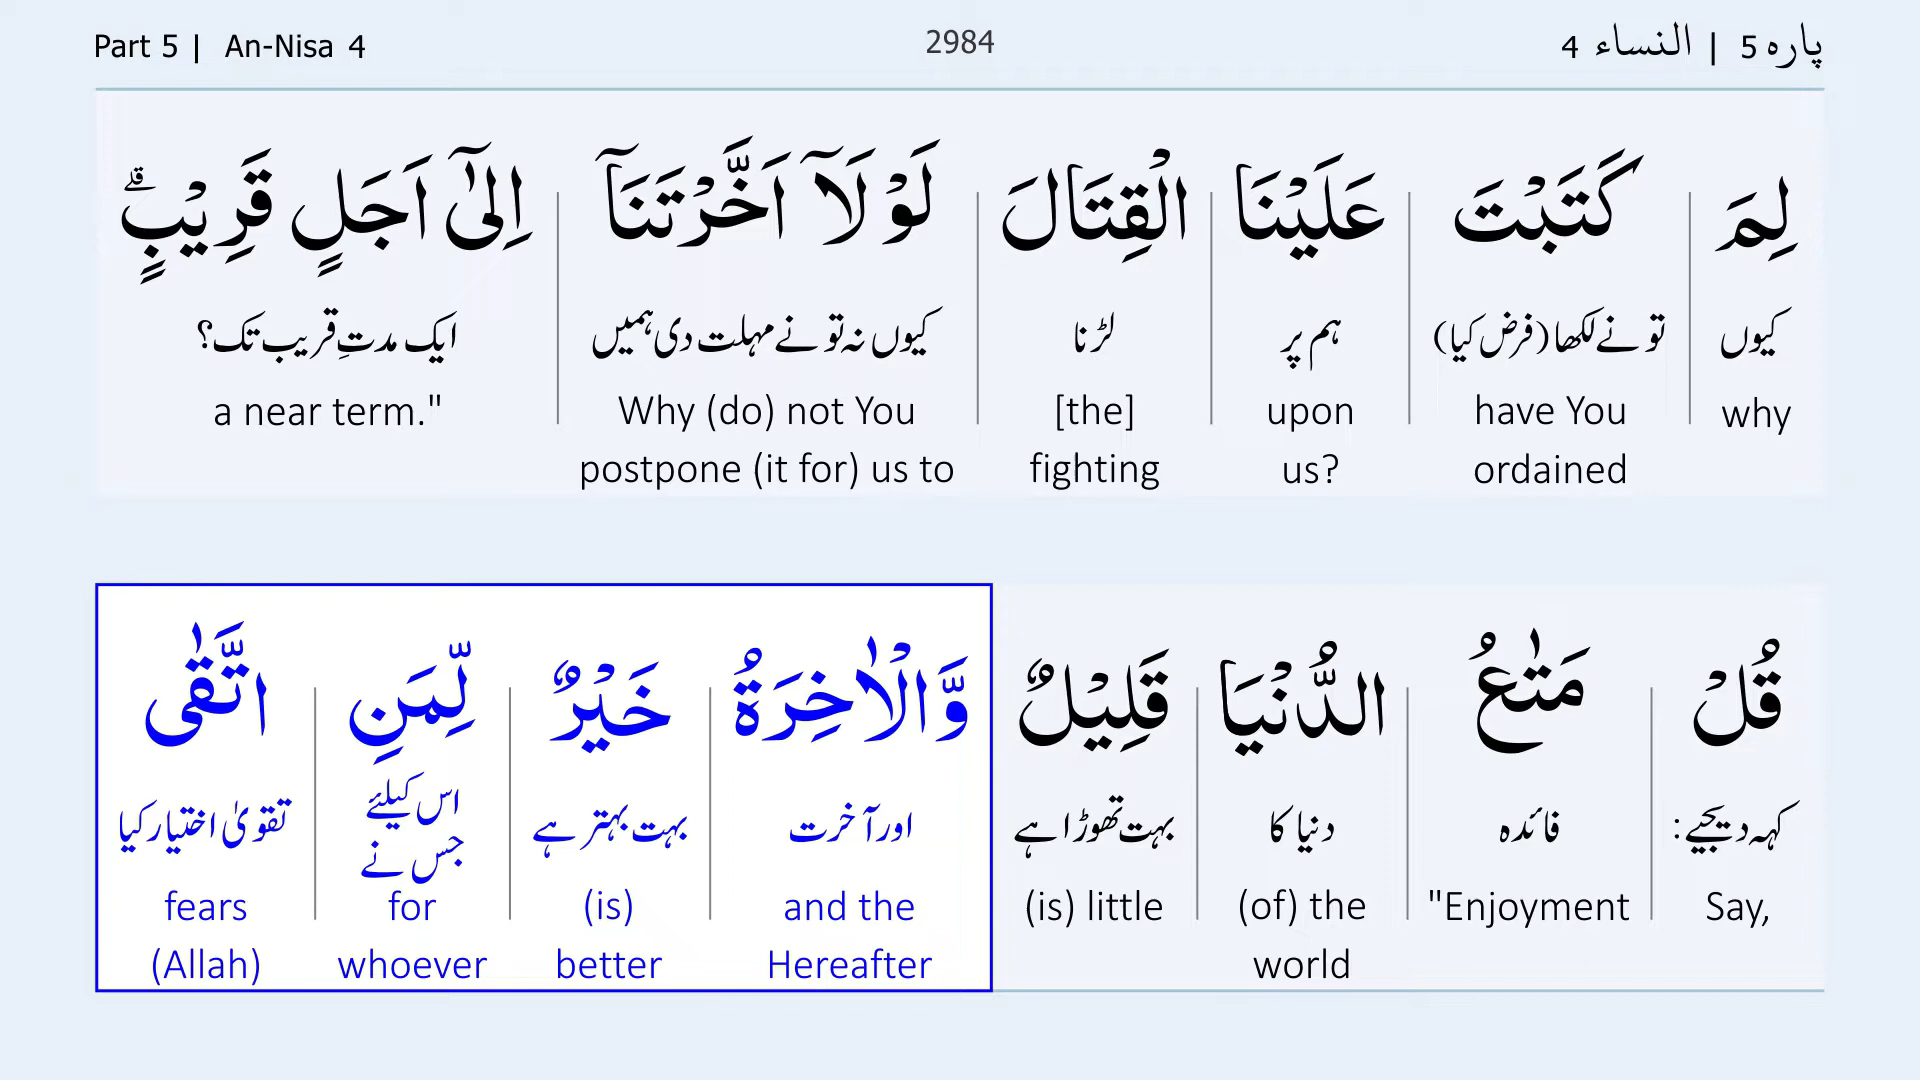 Part 5 | An-Nisa 4 2984 پاره 5 | النساء 4
لِمَ كَتَبْتَ عَلَيْنَا الْقِتَالَ لَوْلَآ اَخَّرْتَنَآ اِلٰٓى اَجَلٍ قَرِيْبٍ ۗ
کیوں تو نے لکھا (فرض کیا) ہم پر لڑنا کیوں نہ تو نے مہلت دی ہمیں ایک مدتِ قریب تک؟
why have You upon [the] Why (do) not You a near term."
ordained us? fighting postpone (it for) us to
قُلْ مَتٰعُ الدُّنْيَا قَلِيْلٌ وَّالْاٰخِرَةُ خَيْرٌ لِّمَنِ اتَّقٰى
کہہ دیجیے: فائدہ دنیا کا بہت تھوڑا ہے اور آخرت بہت بہتر ہے اس کیلئے جس نے تقویٰ اختیار کیا
Say, "Enjoyment (of) the (is) little and the (is) for fears
world Hereafter better whoever (Allah)